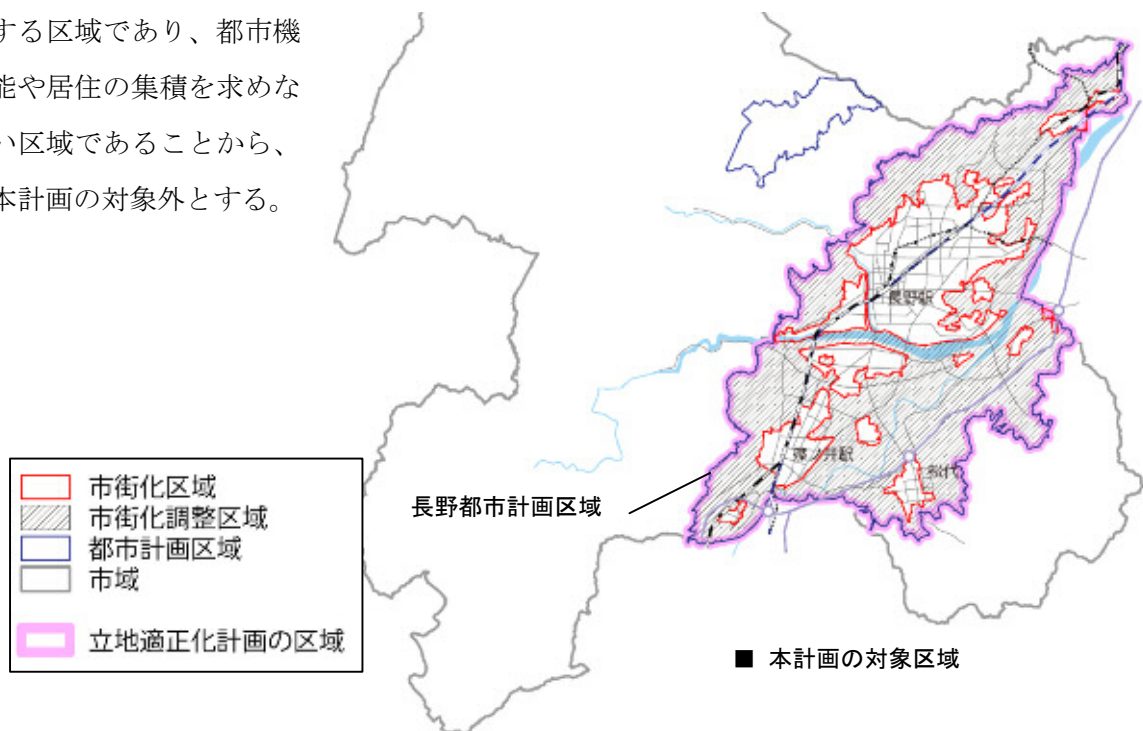 する区域であり、都市機
能や居住の集積を求めな
い区域であることから、
本計画の対象外とする。
長野駅
篠ノ井駅
松代
長野都市計画区域
市街化区域
市街化調整区域
都市計画区域
市域
立地適正化計画の区域
■ 本計画の対象区域